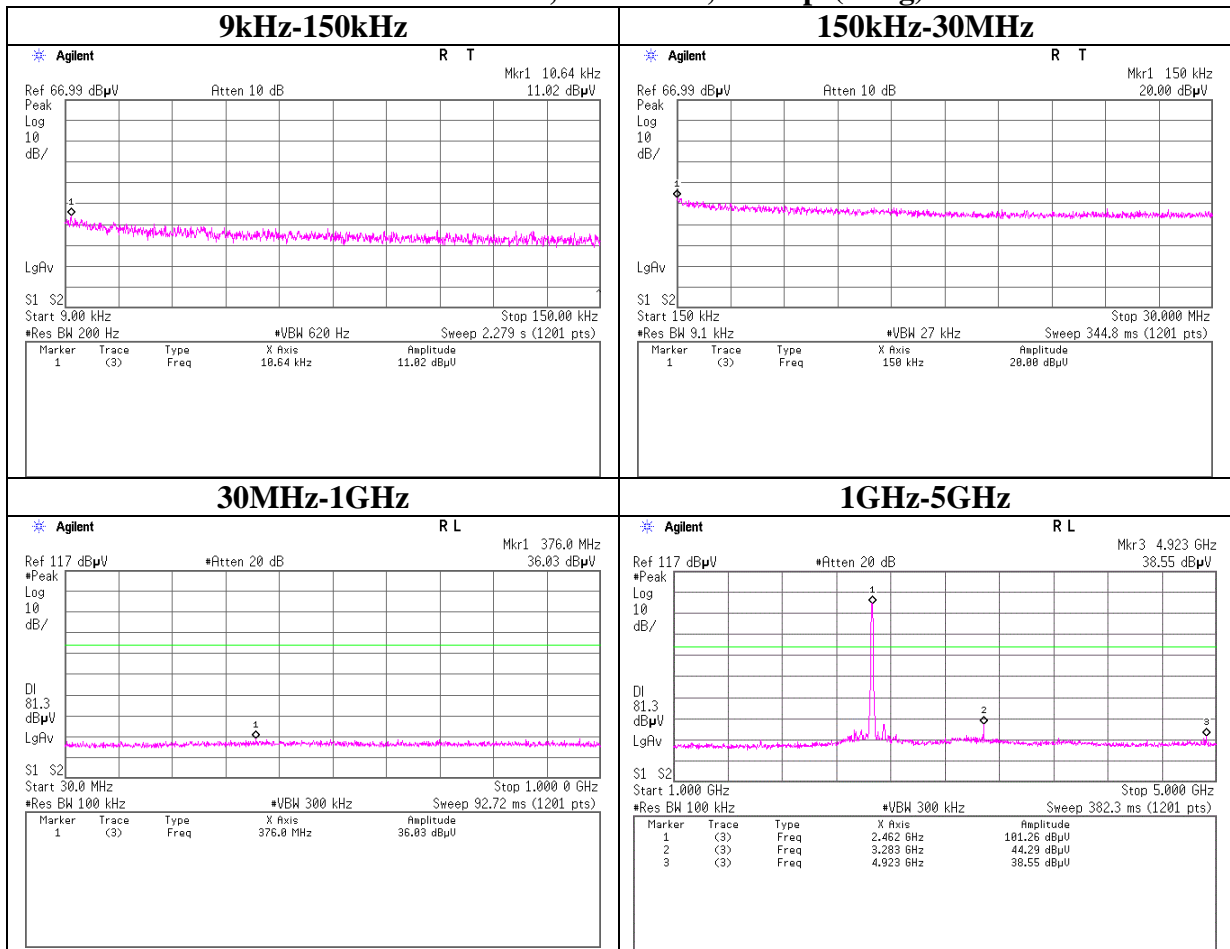 9kHz-150kHz
Agilent R T
Mkr1 10.64 kHz
Ref 66.99 dBµV Atten 10 dB 11.02 dBµV
Peak
Log
10
dB/
1
LgAv
S1 S2
Start 9.00 kHz Stop 150.00 kHz
#Res BW 200 Hz #VBW 620 Hz Sweep 2.279 s (1201 pts)
Marker Trace Type X Axis Amplitude
1 (3) Freq 10.64 kHz 11.02 dBµV
150kHz-30MHz
Agilent R T
Mkr1 150 kHz
Ref 66.99 dBµV Atten 10 dB 20.00 dBµV
Peak
Log
10
dB/
1
LgAv
S1 S2
Start 150 kHz Stop 30.000 MHz
#Res BW 9.1 kHz #VBW 27 kHz Sweep 344.8 ms (1201 pts)
Marker Trace Type X Axis Amplitude
1 (3) Freq 150 kHz 20.00 dBµV
30MHz-1GHz
Agilent R L
Mkr1 376.0 MHz
Ref 117 dBµV #Atten 20 dB 36.03 dBµV
#Peak
Log
10
dB/
DI
81.3
dBµV
1
LgAv
S1 S2
Start 30.0 MHz Stop 1.000 0 GHz
#Res BW 100 kHz #VBW 300 kHz Sweep 92.72 ms (1201 pts)
Marker Trace Type X Axis Amplitude
1 (3) Freq 376.0 MHz 36.03 dBµV
1GHz-5GHz
Agilent R L
Mkr3 4.923 GHz
Ref 117 dBµV #Atten 20 dB 38.55 dBµV
#Peak
1
Log
10
dB/
DI
81.3
2
dBµV
3
LgAv
S1 S2
Start 1.000 GHz Stop 5.000 GHz
#Res BW 100 kHz #VBW 300 kHz Sweep 382.3 ms (1201 pts)
Marker Trace Type X Axis Amplitude
1 (3) Freq 2.462 GHz 101.26 dBµV
2 (3) Freq 3.283 GHz 44.29 dBµV
3 (3) Freq 4.923 GHz 38.55 dBµV